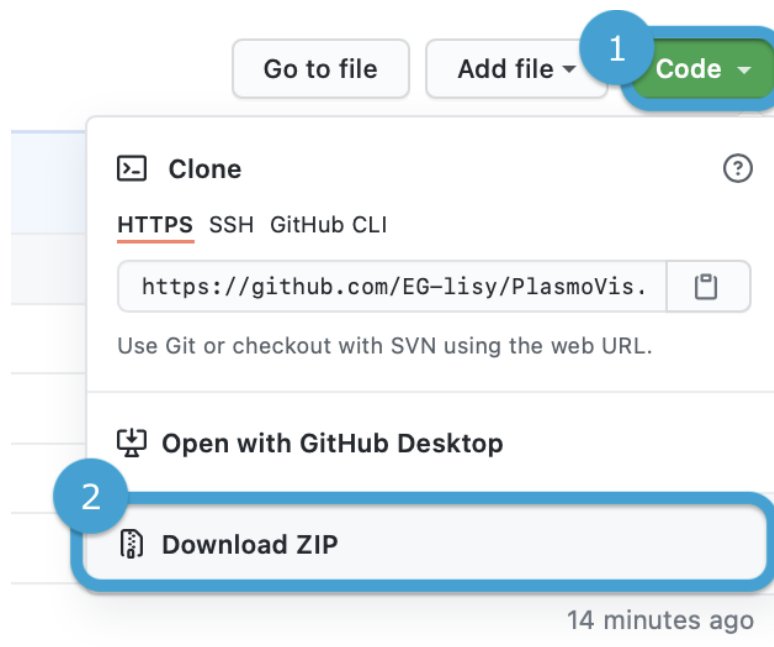 Go to file Add file 1 Code
Clone
HTTPS SSH GitHub CLI
https://github.com/EG-lisy/PlasmoVis.
Use Git or checkout with SVN using the web URL.
Open with GitHub Desktop
2
Download ZIP
14 minutes ago